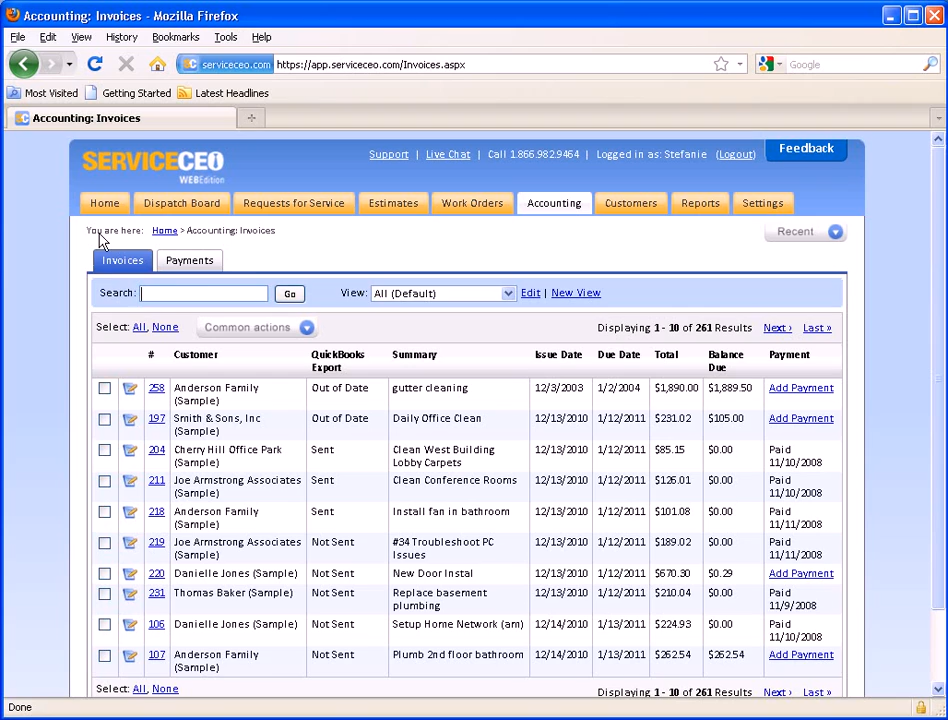 Accounting: Invoices - Mozilla Firefox
File Edit View History Bookmarks Tools Help
serviceceo.com https://app.serviceceo.com/Invoices.aspx Google
Most Visited Getting Started Latest Headlines
Accounting: Invoices
SERVICECEO
WEBEdition
Support | Live Chat | Call 1.866.982.9464 | Logged in as: Stefanie (Logout) Feedback
Home Dispatch Board Requests for Service Estimates Work Orders Accounting Customers Reports Settings
You are here: Home > Accounting: Invoices Recent
Invoices Payments
Search: Go View: All (Default) Edit | New View
Select: All, None Common actions Displaying 1 - 10 of 261 Results Next › Last »
# Customer QuickBooks Export Summary Issue Date Due Date Total Balance Due Payment
258 Anderson Family (Sample) Out of Date gutter cleaning 12/3/2003 1/2/2004 $1,890.00 $1,889.50 Add Payment
197 Smith & Sons, Inc (Sample) Out of Date Daily Office Clean 12/13/2010 1/12/2011 $231.02 $105.00 Add Payment
204 Cherry Hill Office Park (Sample) Sent Clean West Building Lobby Carpets 12/13/2010 1/12/2011 $85.15 $0.00 Paid 11/10/2008
211 Joe Armstrong Associates (Sample) Sent Clean Conference Rooms 12/13/2010 1/12/2011 $126.01 $0.00 Paid 11/10/2008
218 Anderson Family (Sample) Sent Install fan in bathroom 12/13/2010 1/12/2011 $101.08 $0.00 Paid 11/11/2008
219 Joe Armstrong Associates (Sample) Not Sent #34 Troubleshoot PC Issues 12/13/2010 1/12/2011 $189.02 $0.00 Paid 11/11/2008
220 Danielle Jones (Sample) Not Sent New Door Instal 12/13/2010 1/12/2011 $670.30 $0.29 Add Payment
231 Thomas Baker (Sample) Not Sent Replace basement plumbing 12/13/2010 1/12/2011 $210.04 $0.00 Paid 11/9/2008
106 Danielle Jones (Sample) Not Sent Setup Home Network (am) 12/14/2010 1/13/2011 $224.93 $0.00 Paid 11/10/2008
107 Anderson Family (Sample) Not Sent Plumb 2nd floor bathroom 12/14/2010 1/13/2011 $262.54 $262.54 Add Payment
Select: All, None Displaying 1 - 10 of 261 Results Next › Last »
Done